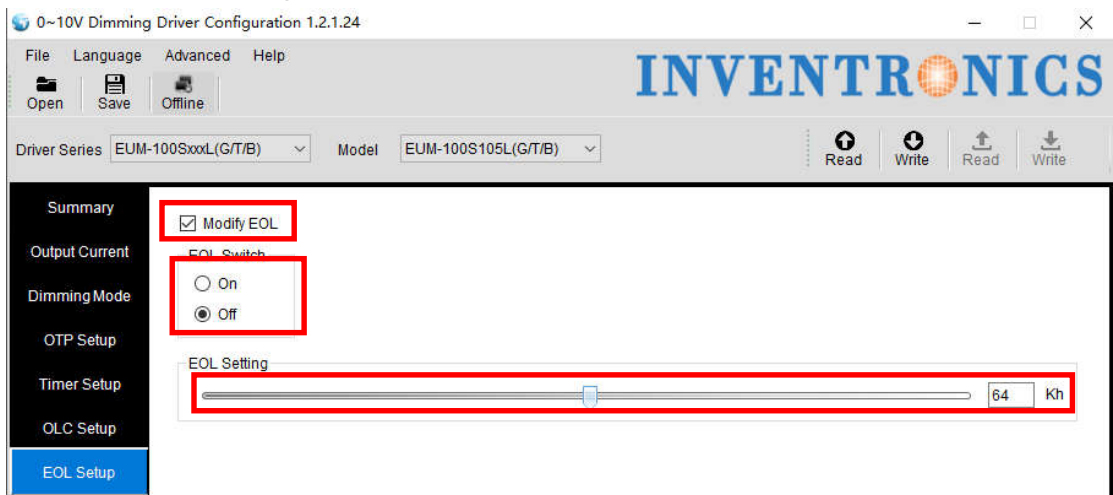 0~10V Dimming Driver Configuration 1.2.1.24
File Language Advanced Help
INVENTRONICS
Open Save Offline
Driver Series EUM-100SxxxL(G/T/B) Model EUM-100S105L(G/T/B) Read Write Read Write
Summary
Modify EOL
Output Current
EOL Switch
On
Dimming Mode
Off
OTP Setup
EOL Setting
Timer Setup
64 Kh
OLC Setup
EOL Setup